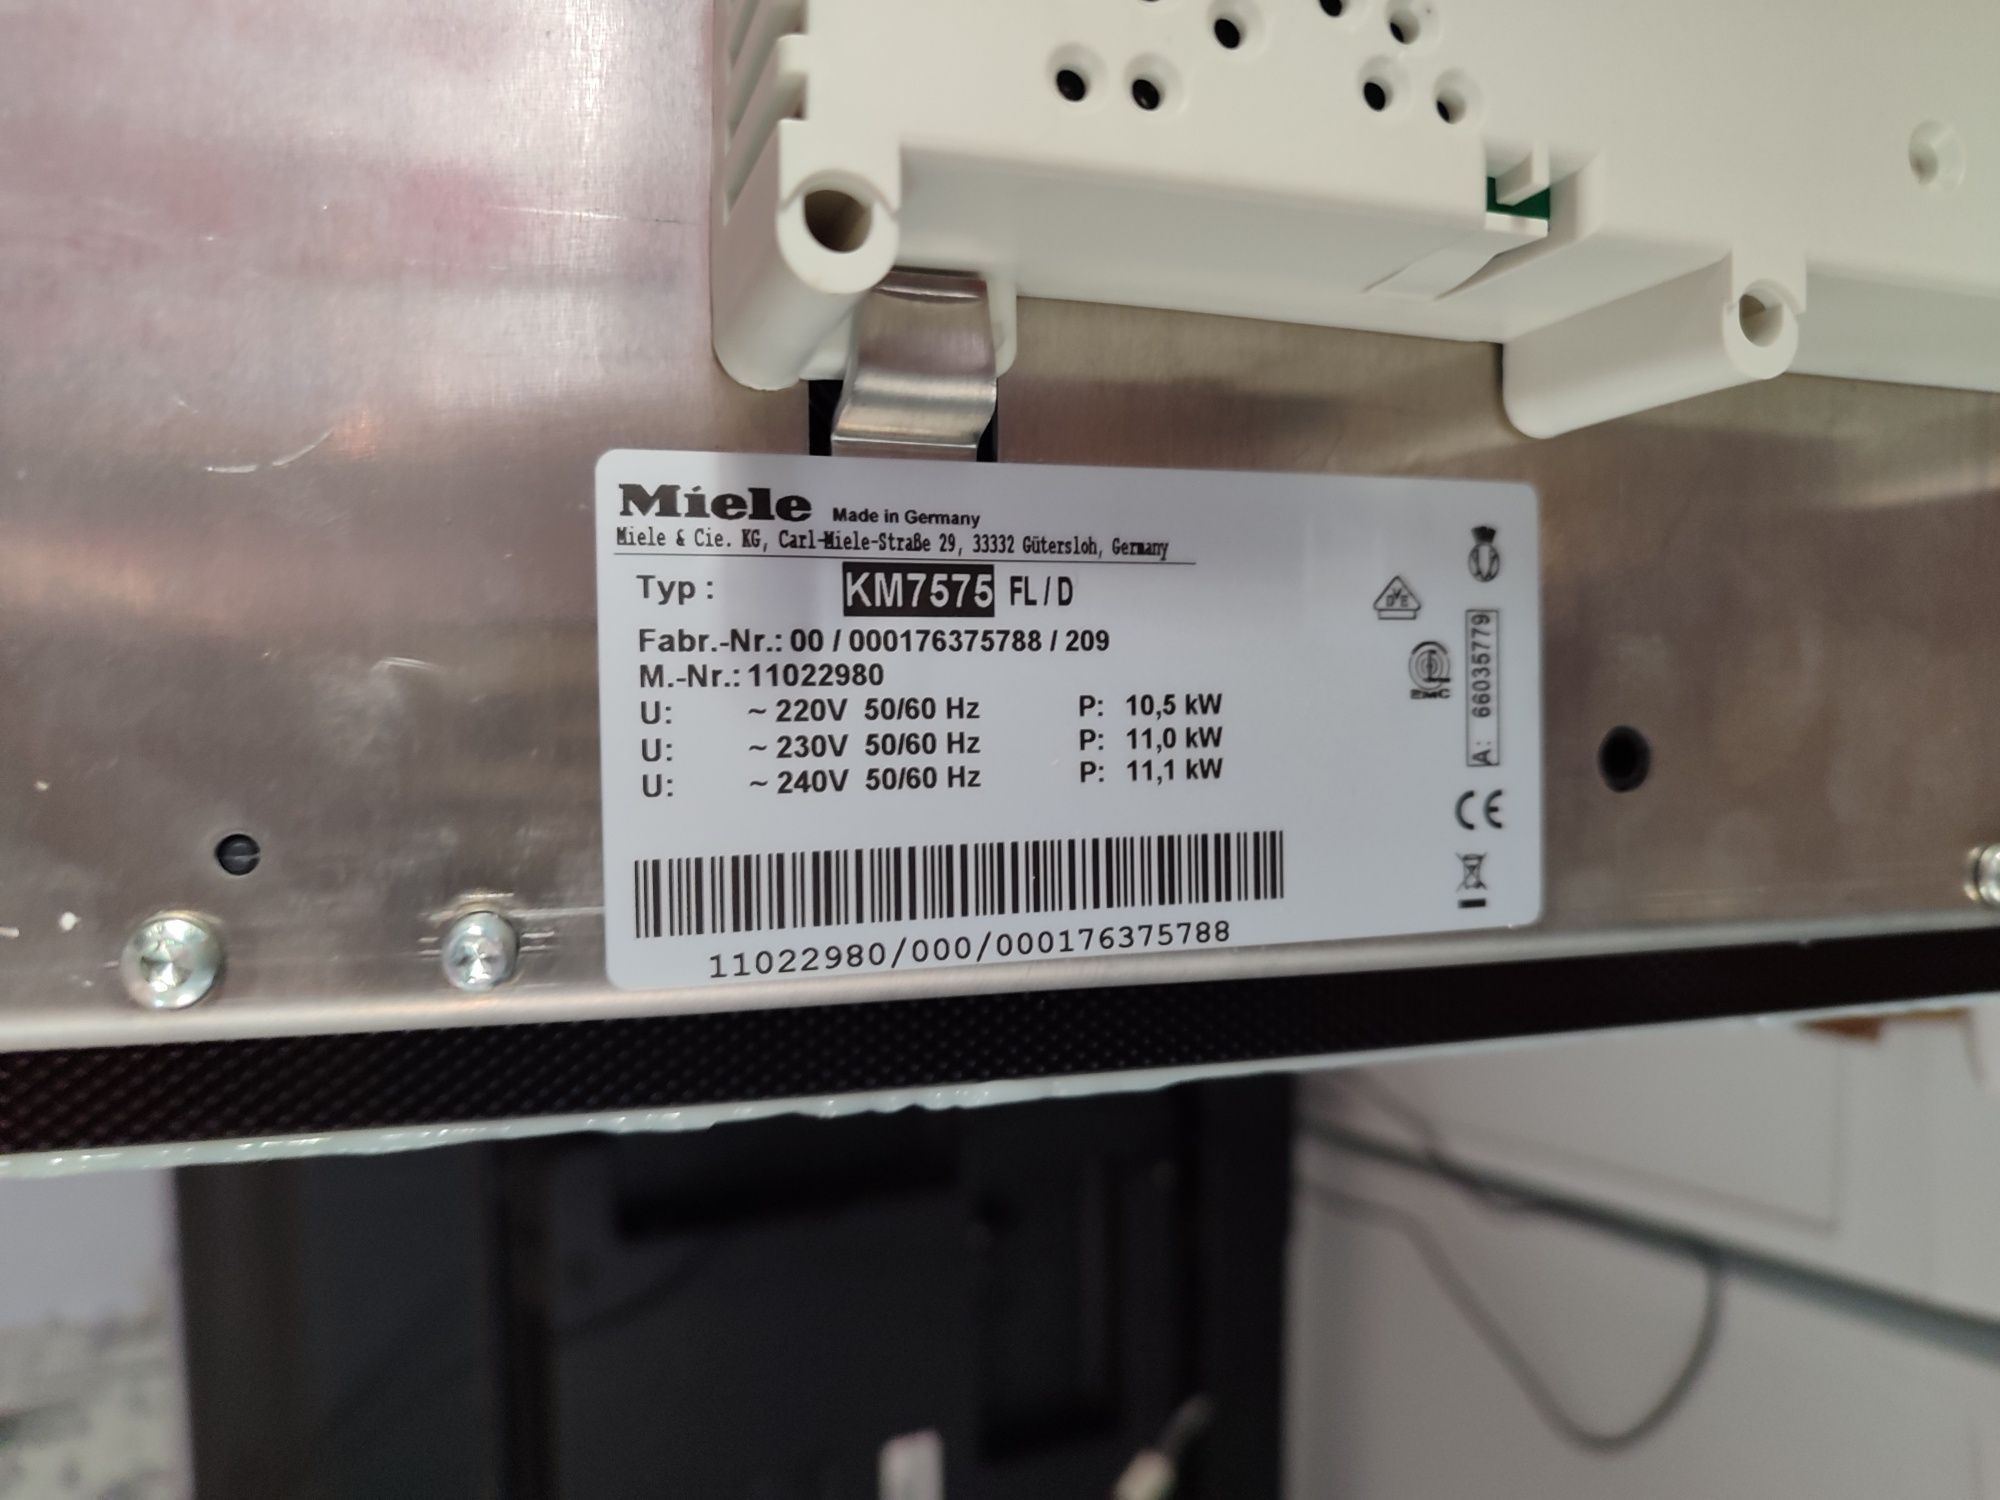 Miele Made in Germany
Miele & Cie. KG, Carl-Miele-Straße 29, 33332 Gütersloh, Germany
Typ : KM7575 FL / D
Fabr.-Nr.: 00 / 000176375788 / 209
M.-Nr.: 11022980
U: ~ 220V 50/60 Hz P: 10,5 kW
U: ~ 230V 50/60 Hz P: 11,0 kW
U: ~ 240V 50/60 Hz P: 11,1 kW
11022980/000/000176375788
DVE
EMC
A: 66035779
CE